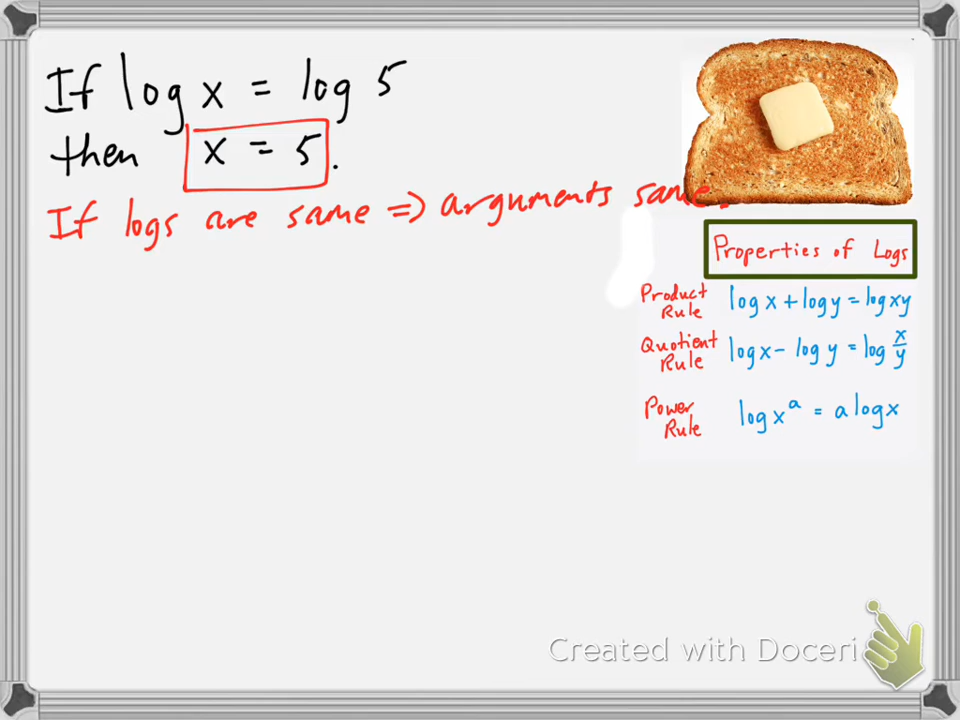 If log x = log 5
then x = 5.
If logs are same => arguments same.
Properties of Logs
Product Rule log x + log y = log xy
Quotient Rule log x - log y = log x/y
Power Rule log x^a = a log x
Created with Doceri